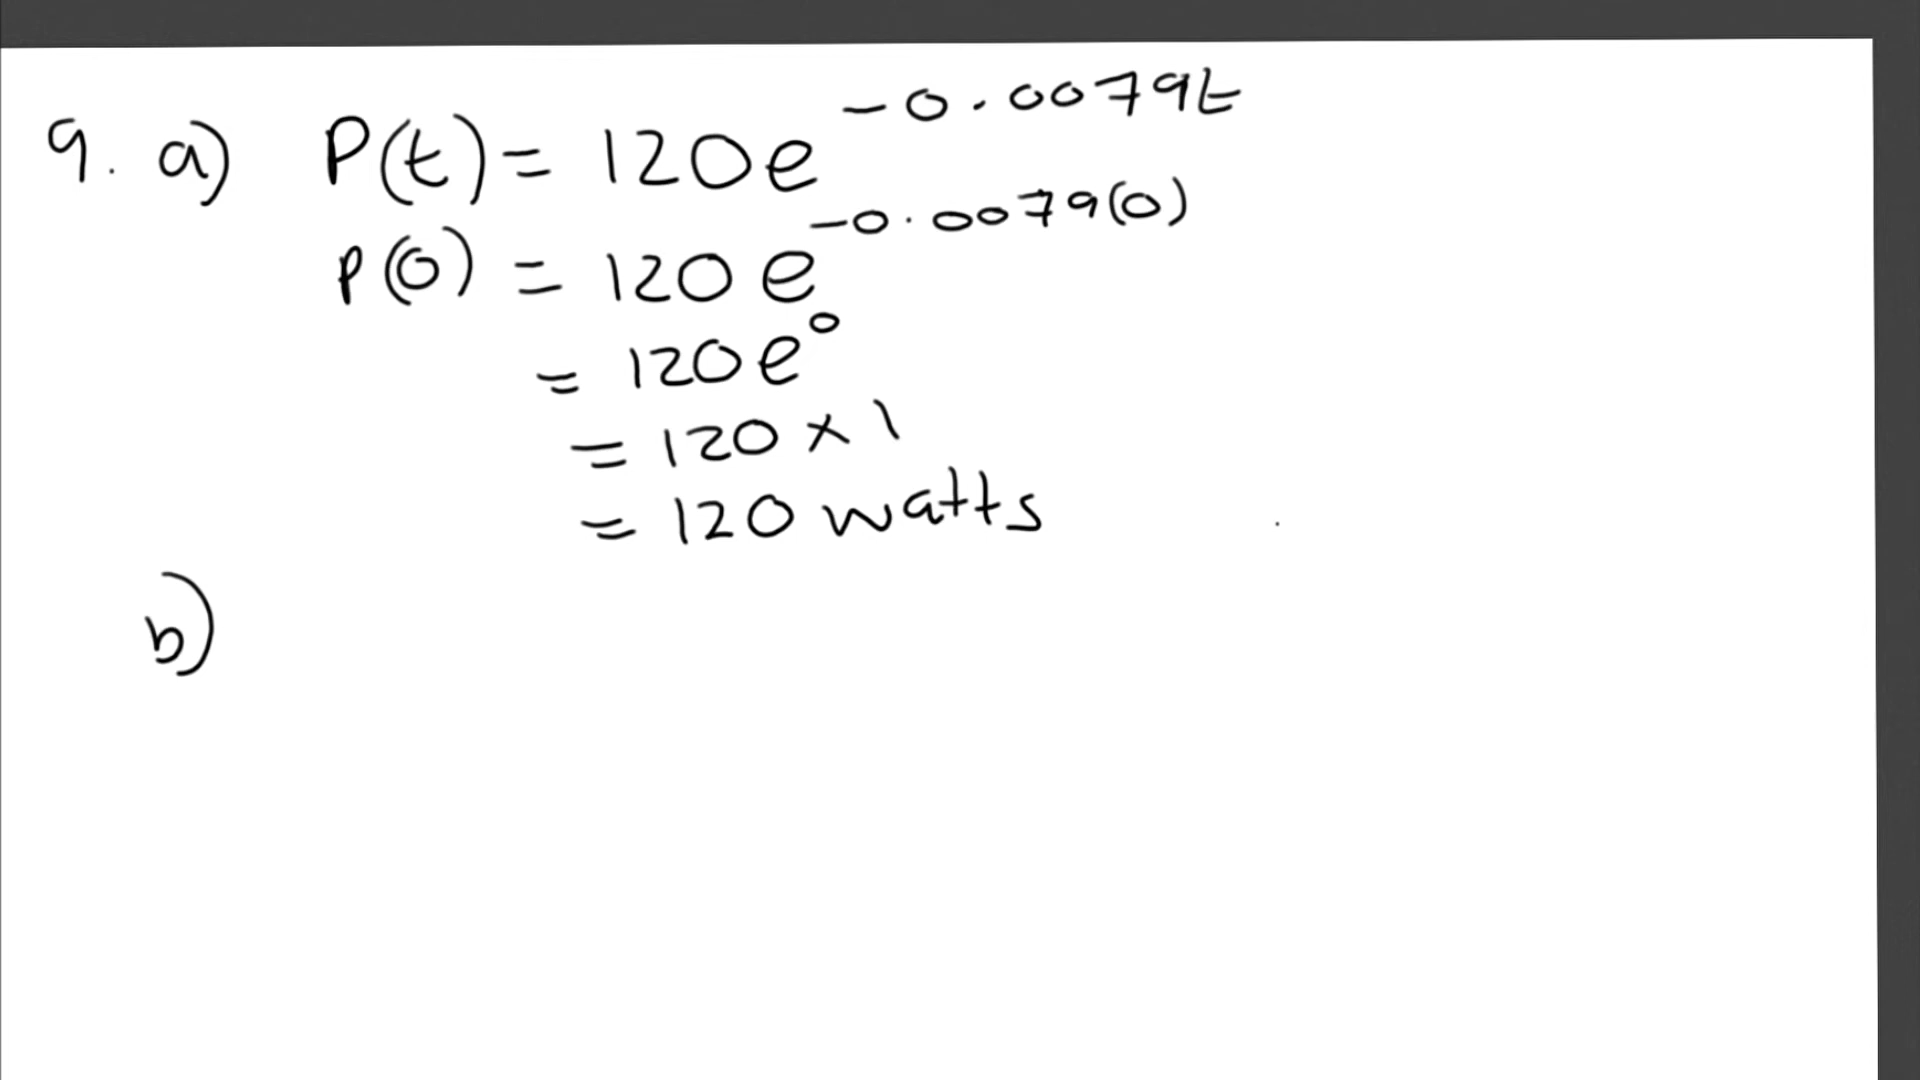 9. a) P(t) = 120e^-0.0079t
P(0) = 120e^-0.0079(0)
= 120e^0
= 120 × 1
= 120 watts
b)